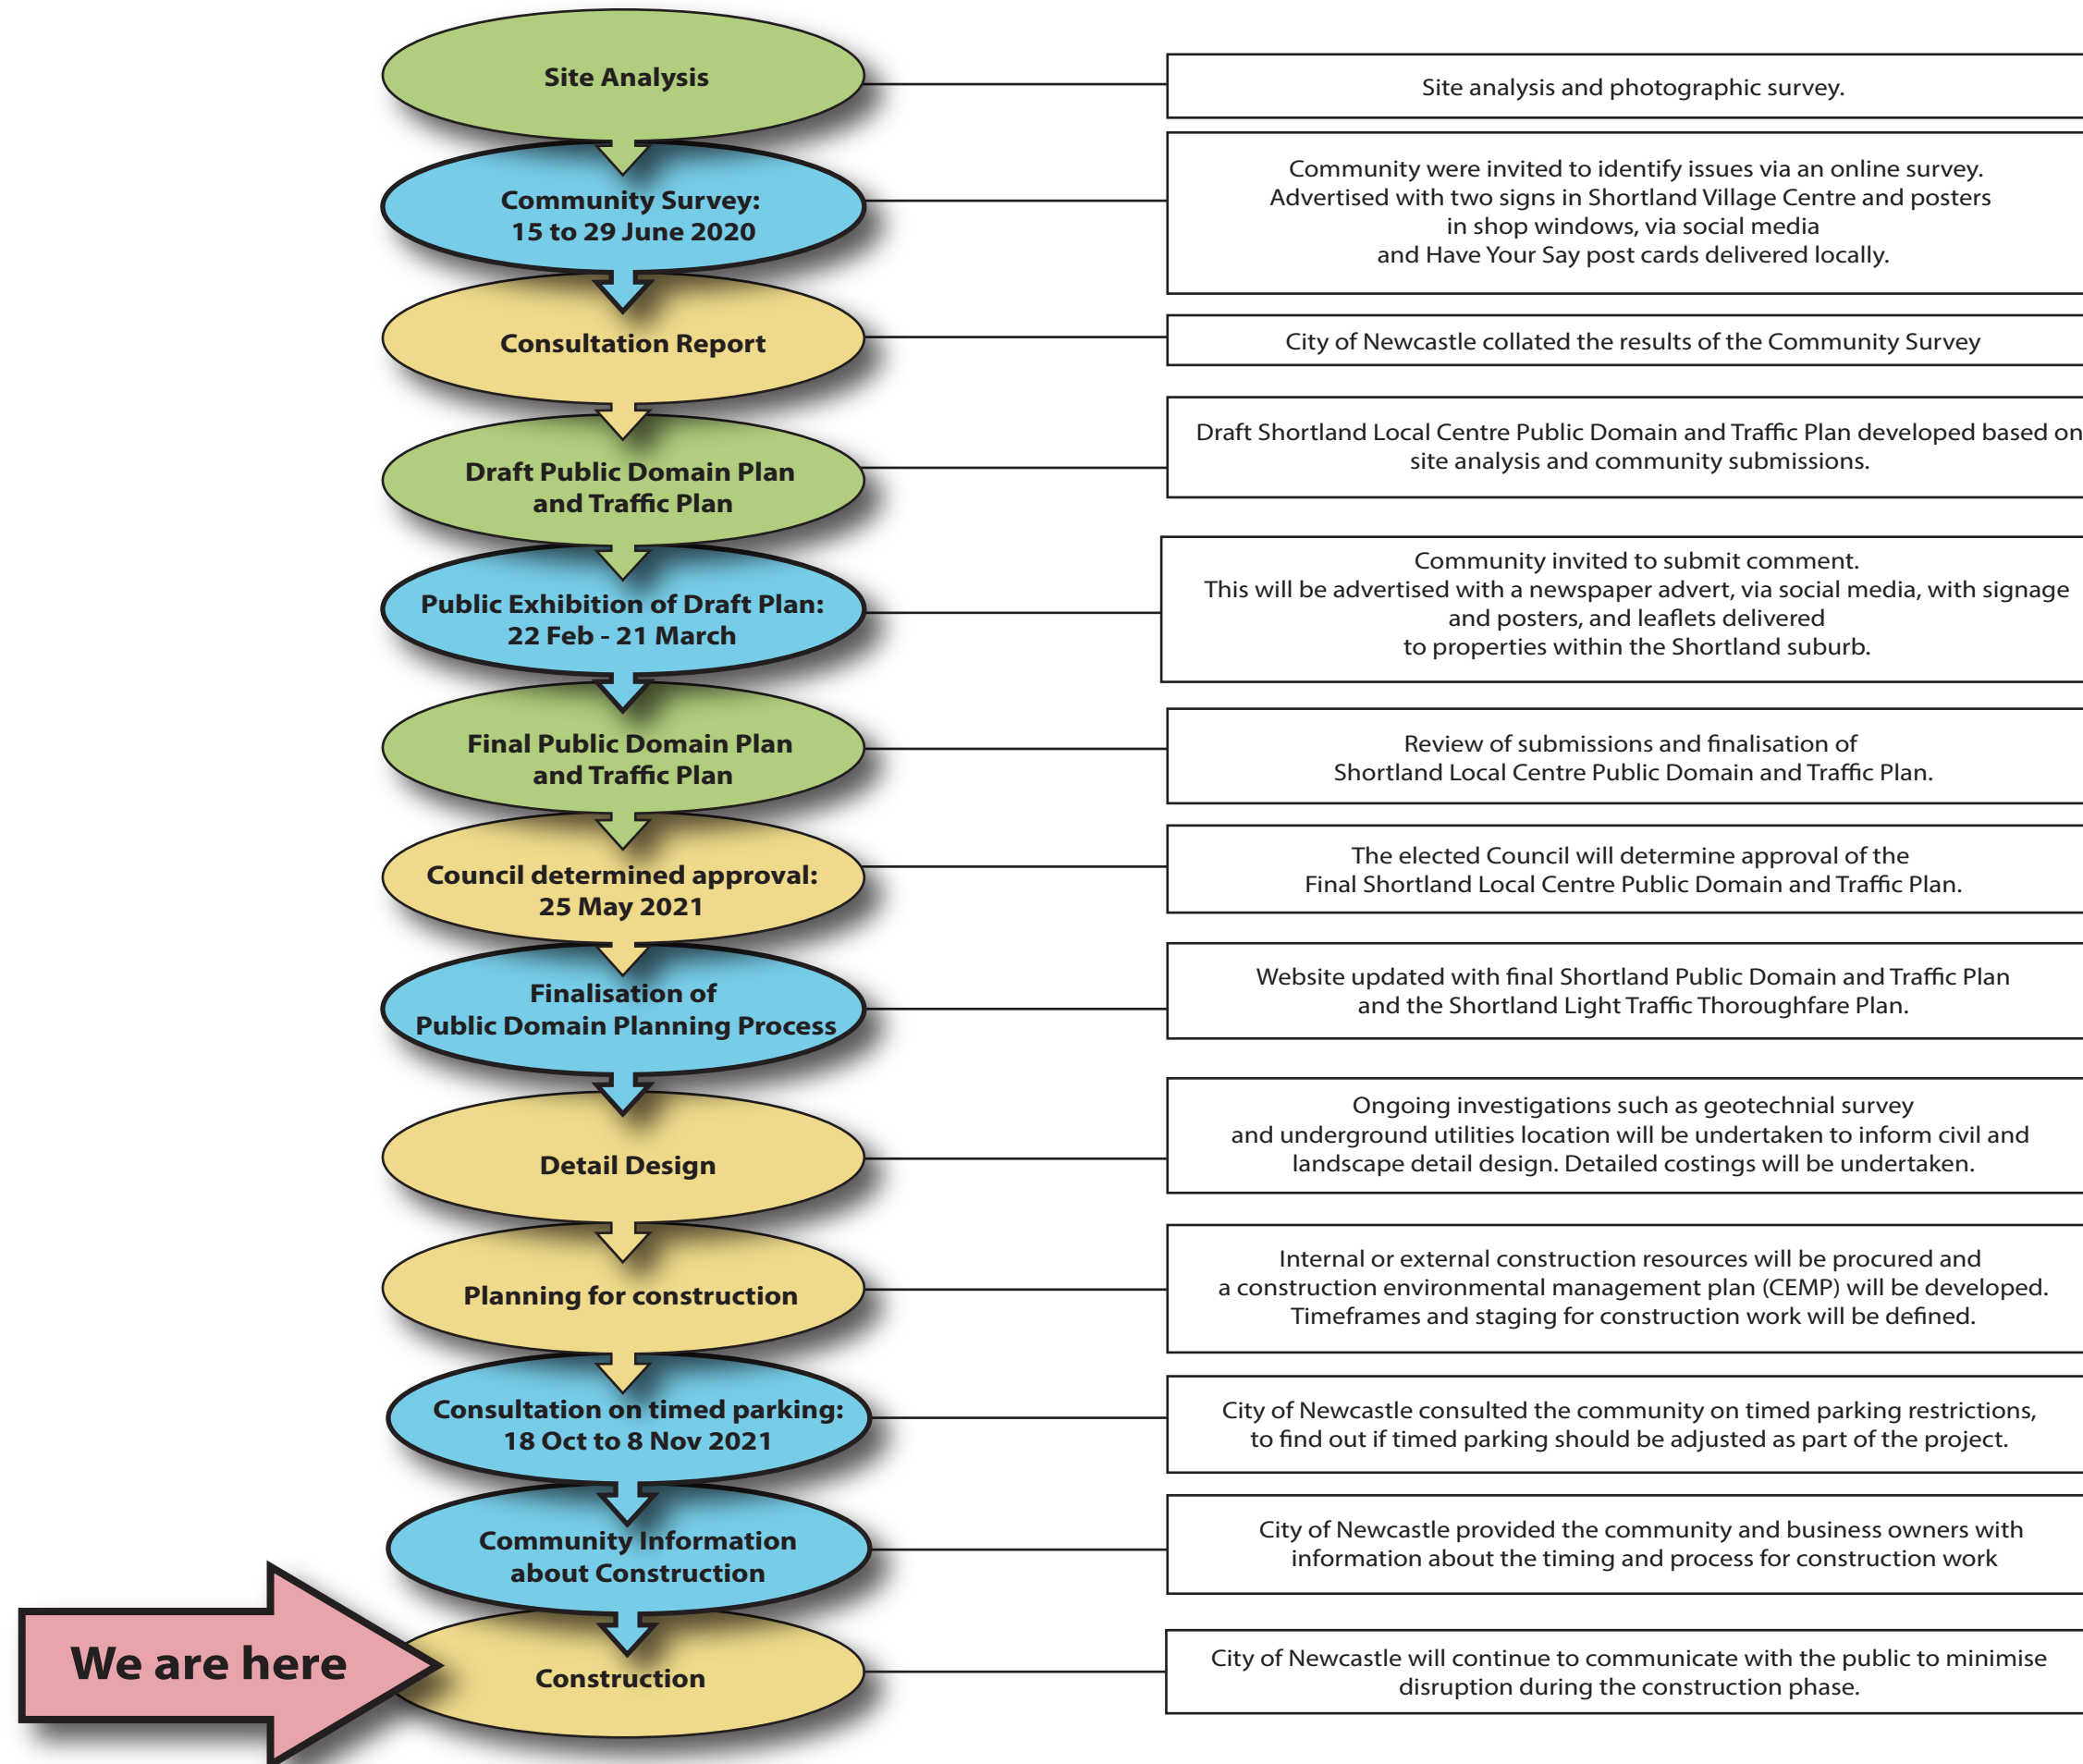 Site Analysis
Site analysis and photographic survey.
Community Survey:
15 to 29 June 2020
Community were invited to identify issues via an online survey.
Advertised with two signs in Shortland Village Centre and posters
in shop windows, via social media
and Have Your Say post cards delivered locally.
Consultation Report
City of Newcastle collated the results of the Community Survey
Draft Public Domain Plan
and Traffic Plan
Draft Shortland Local Centre Public Domain and Traffic Plan developed based on
site analysis and community submissions.
Public Exhibition of Draft Plan:
22 Feb - 21 March
Community invited to submit comment.
This will be advertised with a newspaper advert, via social media, with signage
and posters, and leaflets delivered
to properties within the Shortland suburb.
Final Public Domain Plan
and Traffic Plan
Review of submissions and finalisation of
Shortland Local Centre Public Domain and Traffic Plan.
Council determined approval:
25 May 2021
The elected Council will determine approval of the
Final Shortland Local Centre Public Domain and Traffic Plan.
Finalisation of
Public Domain Planning Process
Website updated with final Shortland Public Domain and Traffic Plan
and the Shortland Light Traffic Thoroughfare Plan.
Detail Design
Ongoing investigations such as geotechnial survey
and underground utilities location will be undertaken to inform civil and
landscape detail design. Detailed costings will be undertaken.
Planning for construction
Internal or external construction resources will be procured and
a construction environmental management plan (CEMP) will be developed.
Timeframes and staging for construction work will be defined.
Consultation on timed parking:
18 Oct to 8 Nov 2021
City of Newcastle consulted the community on timed parking restrictions,
to find out if timed parking should be adjusted as part of the project.
Community Information
about Construction
City of Newcastle provided the community and business owners with
information about the timing and process for construction work
We are here
Construction
City of Newcastle will continue to communicate with the public to minimise
disruption during the construction phase.